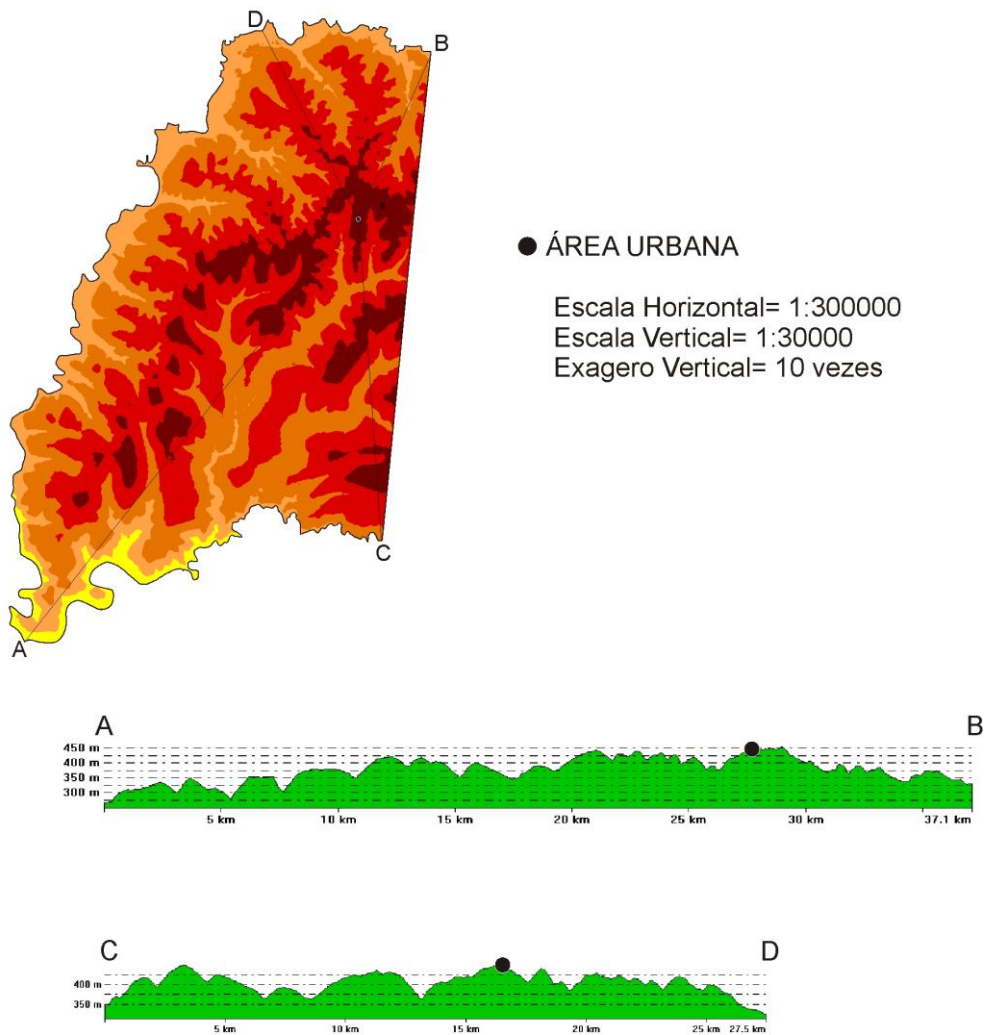 D
B
● ÁREA URBANA
Escala Horizontal= 1:300000
Escala Vertical= 1:30000
Exagero Vertical= 10 vezes
C
A
A
B
450 m
400 m
350 m
300 m
5 km 10 km 15 km 20 km 25 km 30 km 37.1 km
C
D
400 m
350 m
5 km 10 km 15 km 20 km 25 km 27.5 km